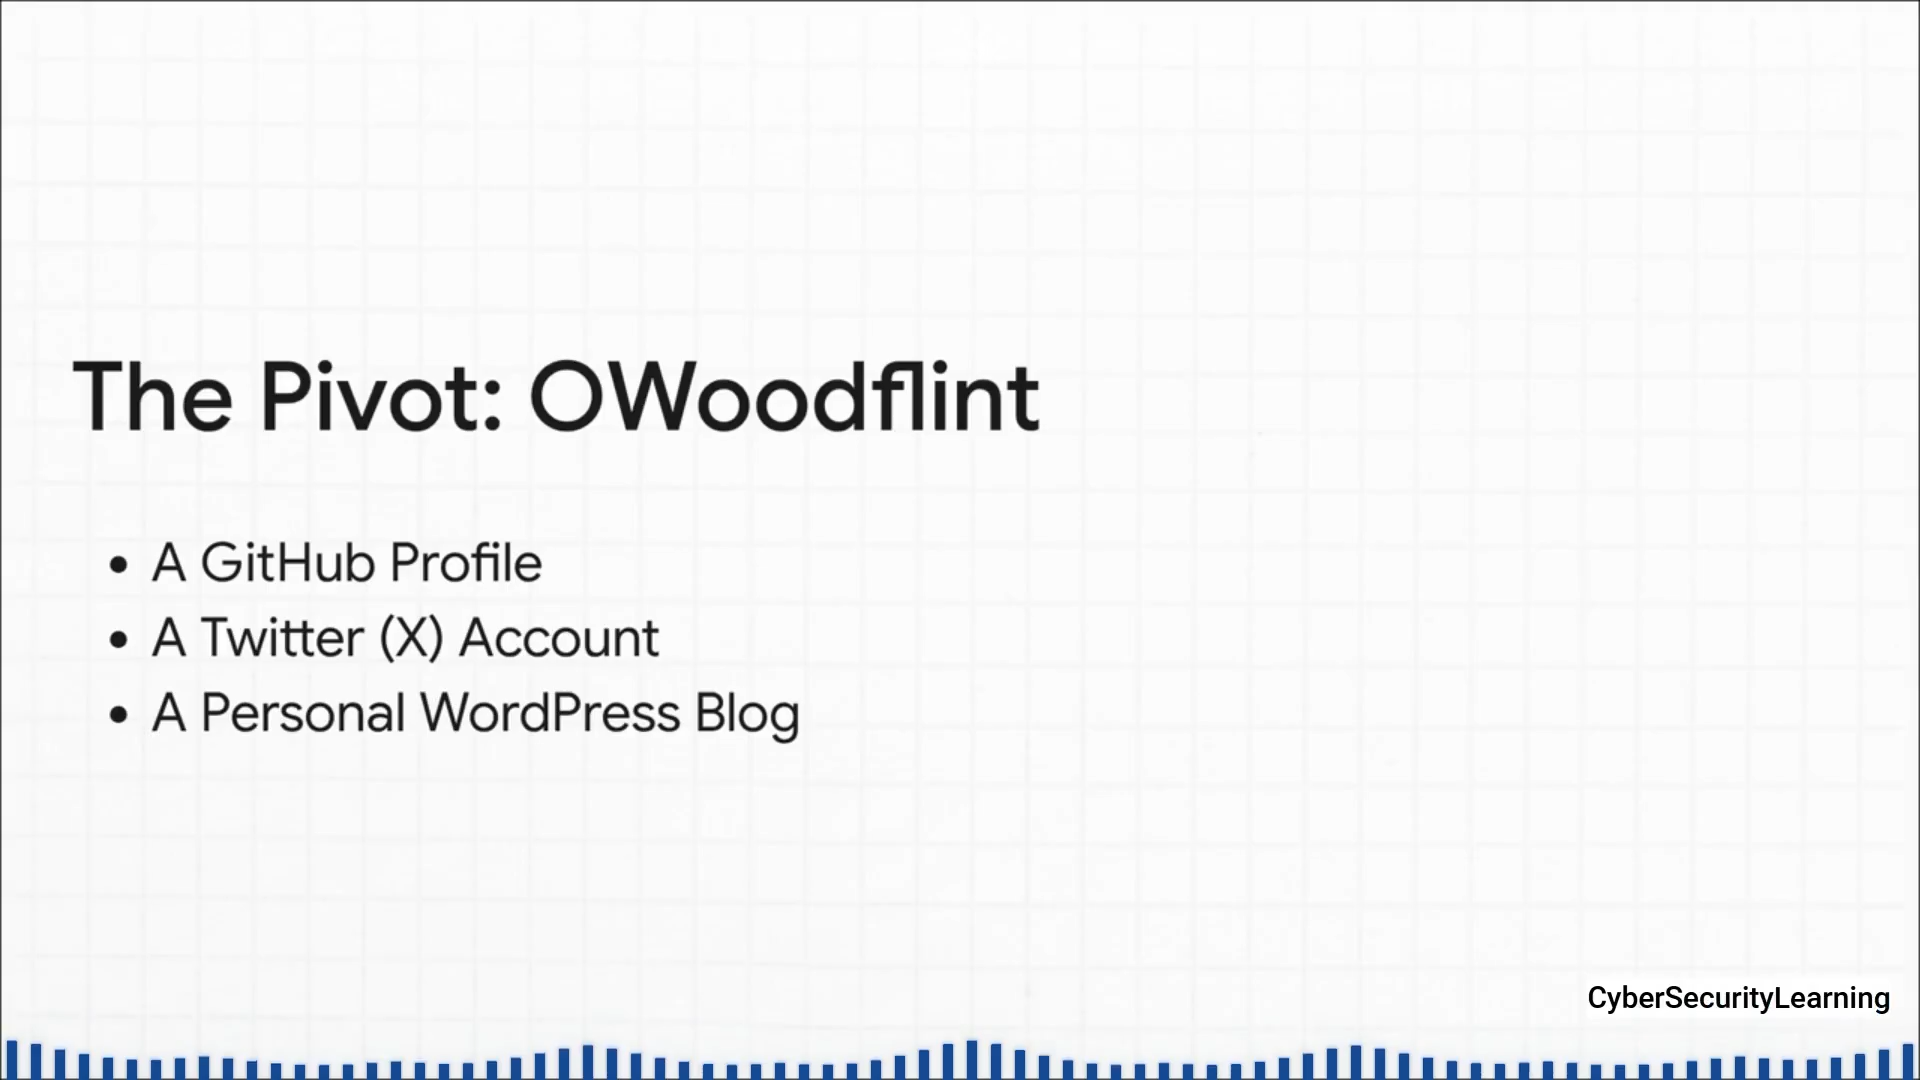 The Pivot: OWoodflint
• A GitHub Profile
• A Twitter (X) Account
• A Personal WordPress Blog
CyberSecurityLearning